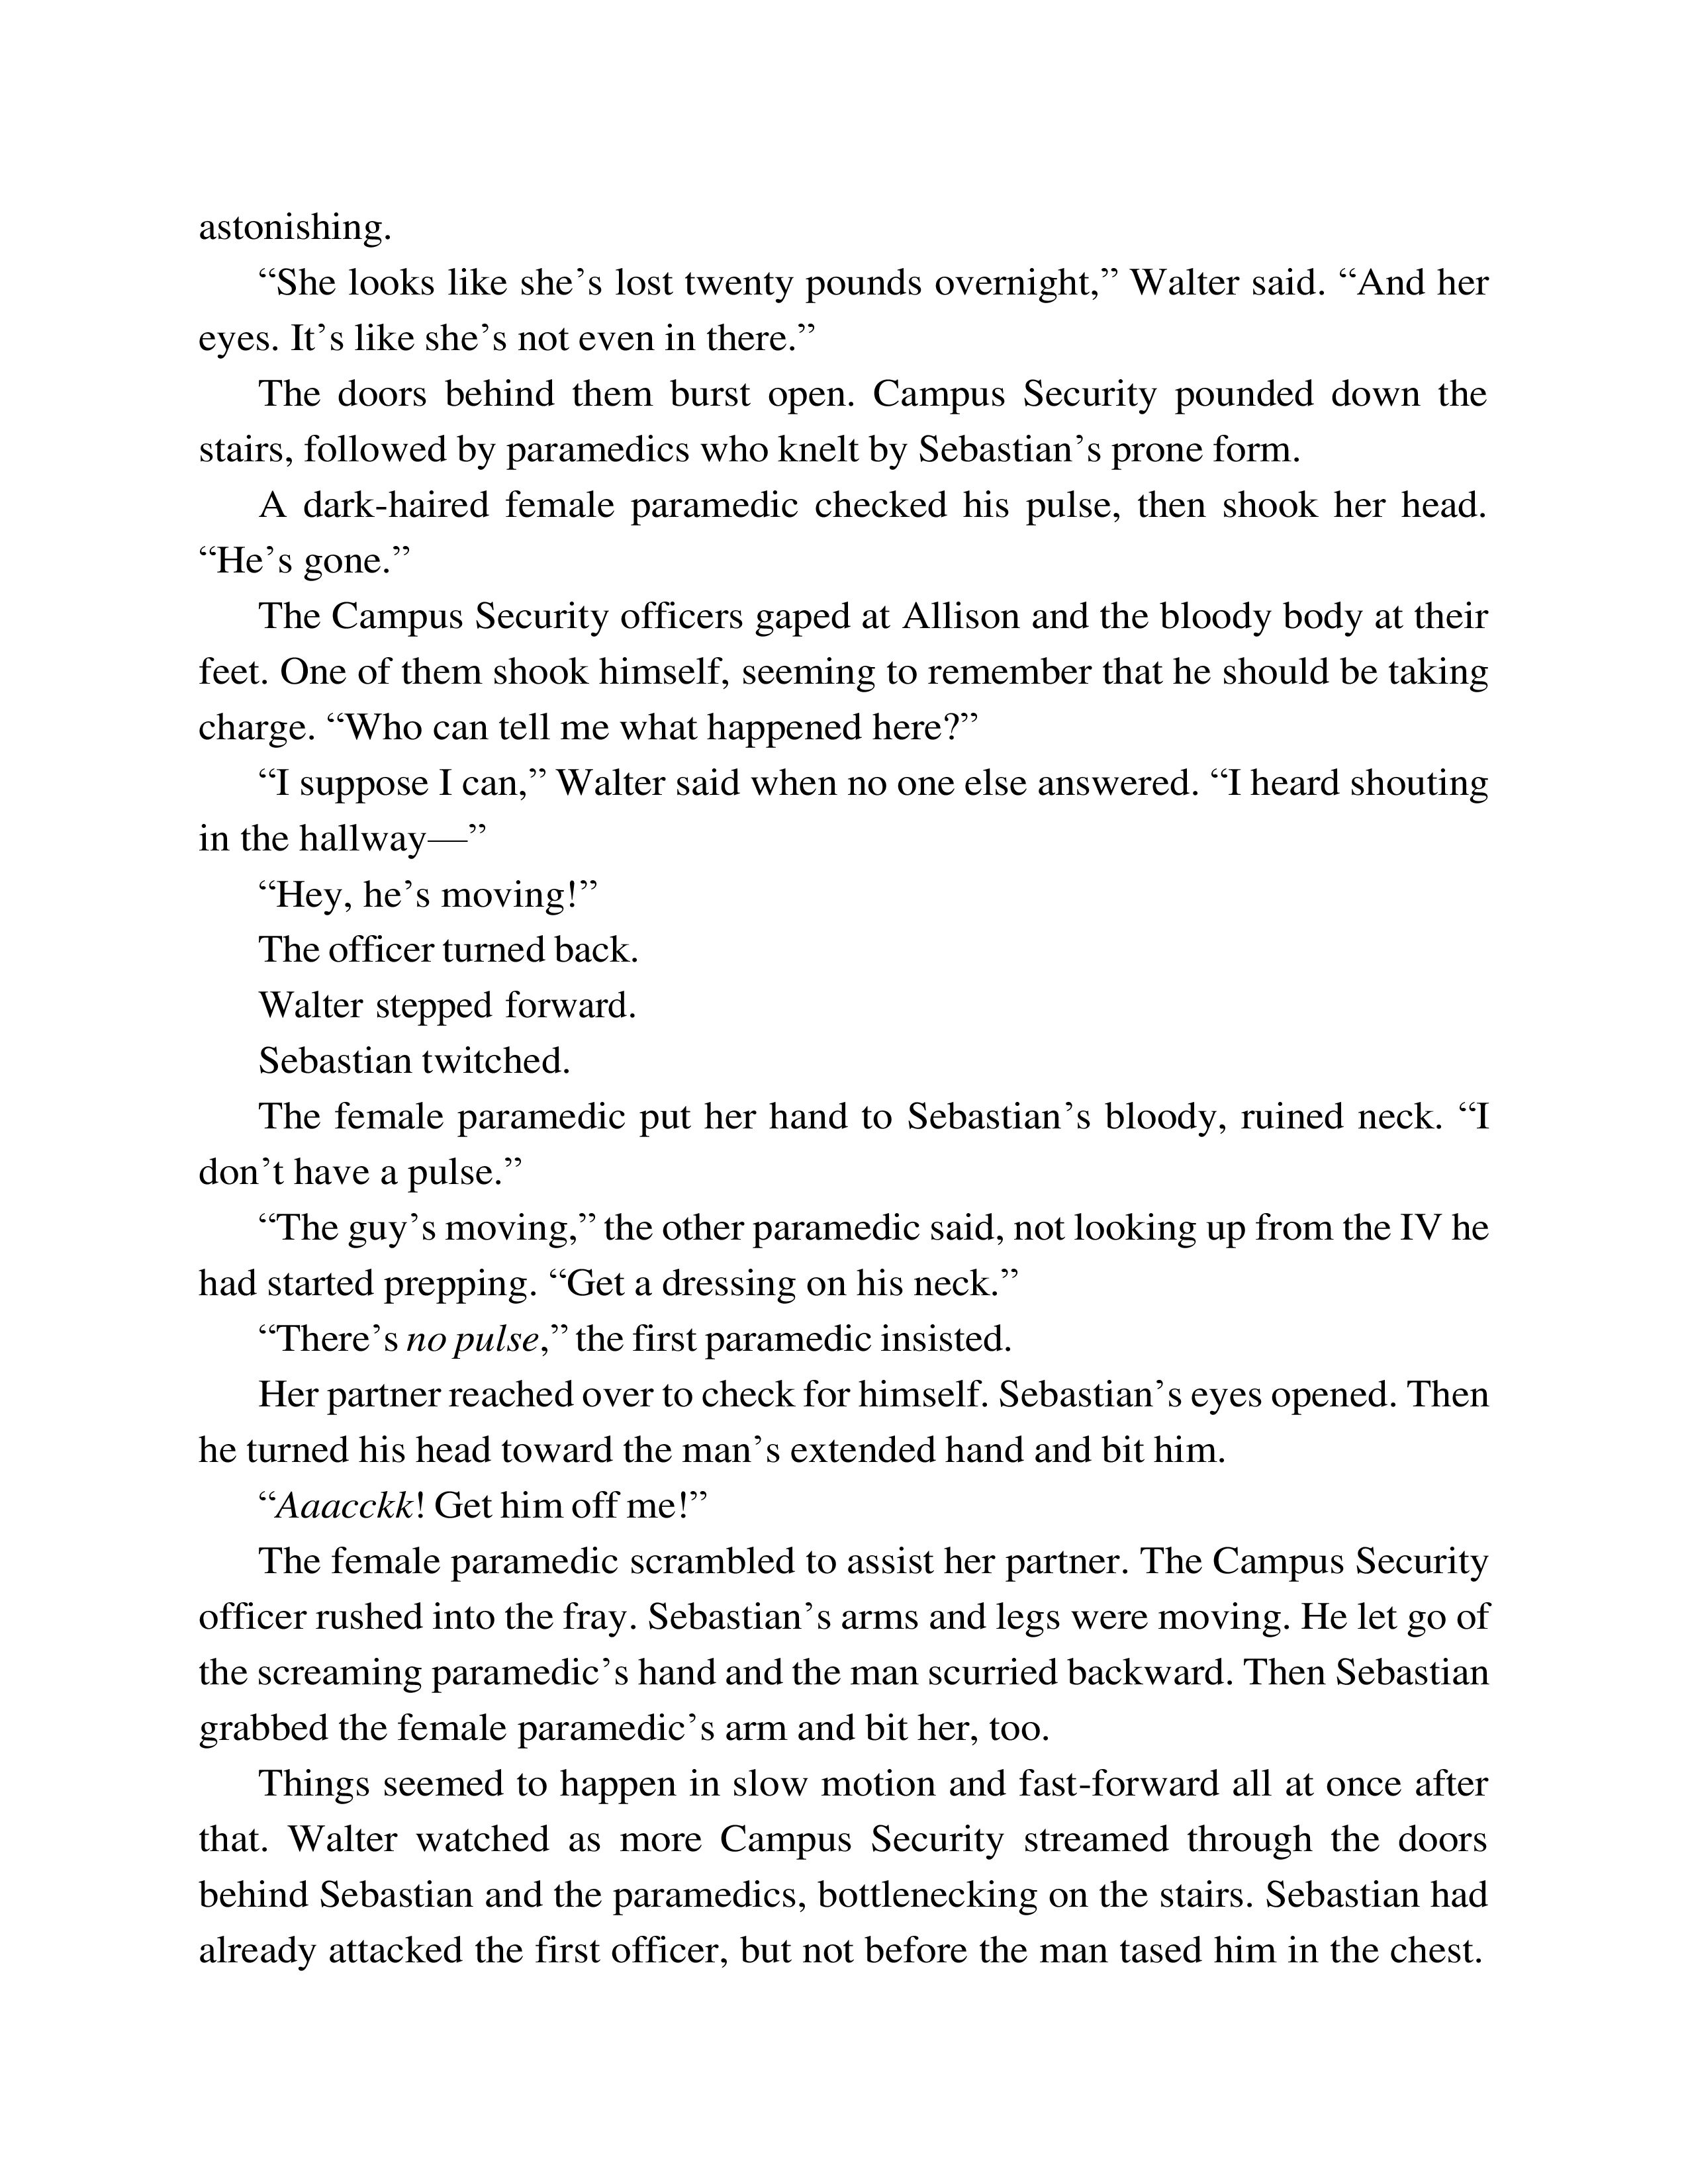 astonishing.
“She looks like she’s lost twenty pounds overnight,” Walter said. “And her
eyes. It’s like she’s not even in there.”
The doors behind them burst open. Campus Security pounded down the
stairs, followed by paramedics who knelt by Sebastian’s prone form.
A dark-haired female paramedic checked his pulse, then shook her head.
“He’s gone.”
The Campus Security officers gaped at Allison and the bloody body at their
feet. One of them shook himself, seeming to remember that he should be taking
charge. “Who can tell me what happened here?”
“I suppose I can,” Walter said when no one else answered. “I heard shouting
in the hallway—”
“Hey, he’s moving!”
The officer turned back.
Walter stepped forward.
Sebastian twitched.
The female paramedic put her hand to Sebastian’s bloody, ruined neck. “I
don’t have a pulse.”
“The guy’s moving,” the other paramedic said, not looking up from the IV he
had started prepping. “Get a dressing on his neck.”
“There’s no pulse,” the first paramedic insisted.
Her partner reached over to check for himself. Sebastian’s eyes opened. Then
he turned his head toward the man’s extended hand and bit him.
“Aaacckk! Get him off me!”
The female paramedic scrambled to assist her partner. The Campus Security
officer rushed into the fray. Sebastian’s arms and legs were moving. He let go of
the screaming paramedic’s hand and the man scurried backward. Then Sebastian
grabbed the female paramedic’s arm and bit her, too.
Things seemed to happen in slow motion and fast-forward all at once after
that. Walter watched as more Campus Security streamed through the doors
behind Sebastian and the paramedics, bottlenecking on the stairs. Sebastian had
already attacked the first officer, but not before the man tased him in the chest.